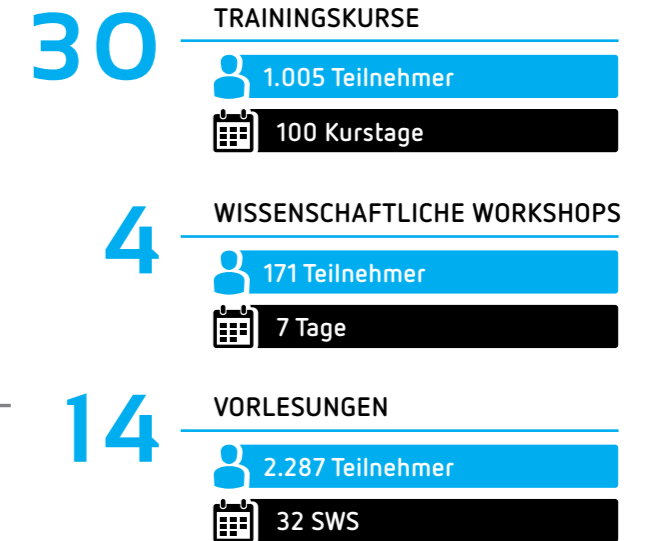 30
TRAININGSKURSE
1.005 Teilnehmer
100 Kurstage
4
WISSENSCHAFTLICHE WORKSHOPS
171 Teilnehmer
7 Tage
14
VORLESUNGEN
2.287 Teilnehmer
32 SWS